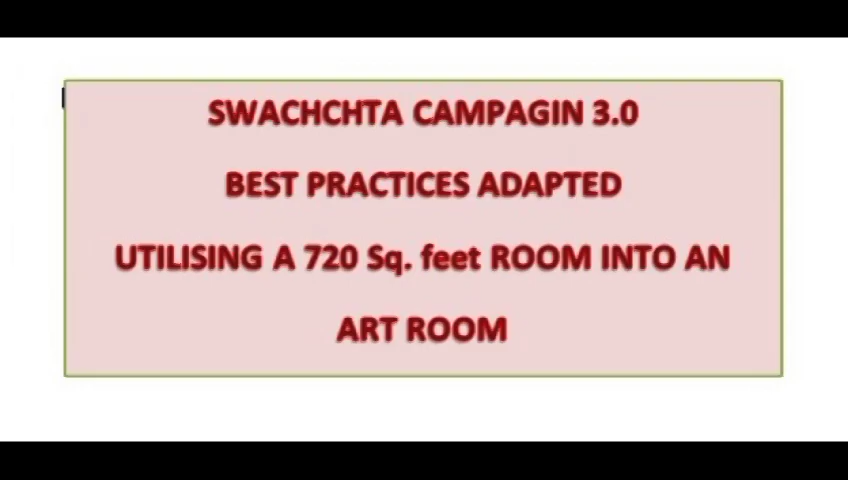 SWACHCHTA CAMPAGIN 3.0
BEST PRACTICES ADAPTED
UTILISING A 720 Sq. feet ROOM INTO AN
ART ROOM